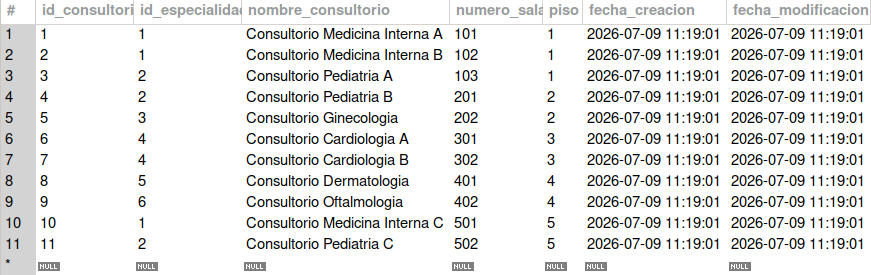 # id_consultori id_especialidad nombre_consultorio numero_sala piso fecha_creacion fecha_modificacion
1 1 1 Consultorio Medicina Interna A 101 1 2026-07-09 11:19:01 2026-07-09 11:19:01
2 2 1 Consultorio Medicina Interna B 102 1 2026-07-09 11:19:01 2026-07-09 11:19:01
3 3 2 Consultorio Pediatria A 103 1 2026-07-09 11:19:01 2026-07-09 11:19:01
4 4 2 Consultorio Pediatria B 201 2 2026-07-09 11:19:01 2026-07-09 11:19:01
5 5 3 Consultorio Ginecologia 202 2 2026-07-09 11:19:01 2026-07-09 11:19:01
6 6 4 Consultorio Cardiologia A 301 3 2026-07-09 11:19:01 2026-07-09 11:19:01
7 7 4 Consultorio Cardiologia B 302 3 2026-07-09 11:19:01 2026-07-09 11:19:01
8 8 5 Consultorio Dermatologia 401 4 2026-07-09 11:19:01 2026-07-09 11:19:01
9 9 6 Consultorio Oftalmologia 402 4 2026-07-09 11:19:01 2026-07-09 11:19:01
10 10 1 Consultorio Medicina Interna C 501 5 2026-07-09 11:19:01 2026-07-09 11:19:01
11 11 2 Consultorio Pediatria C 502 5 2026-07-09 11:19:01 2026-07-09 11:19:01
* NULL NULL NULL NULL NULL NULL NULL